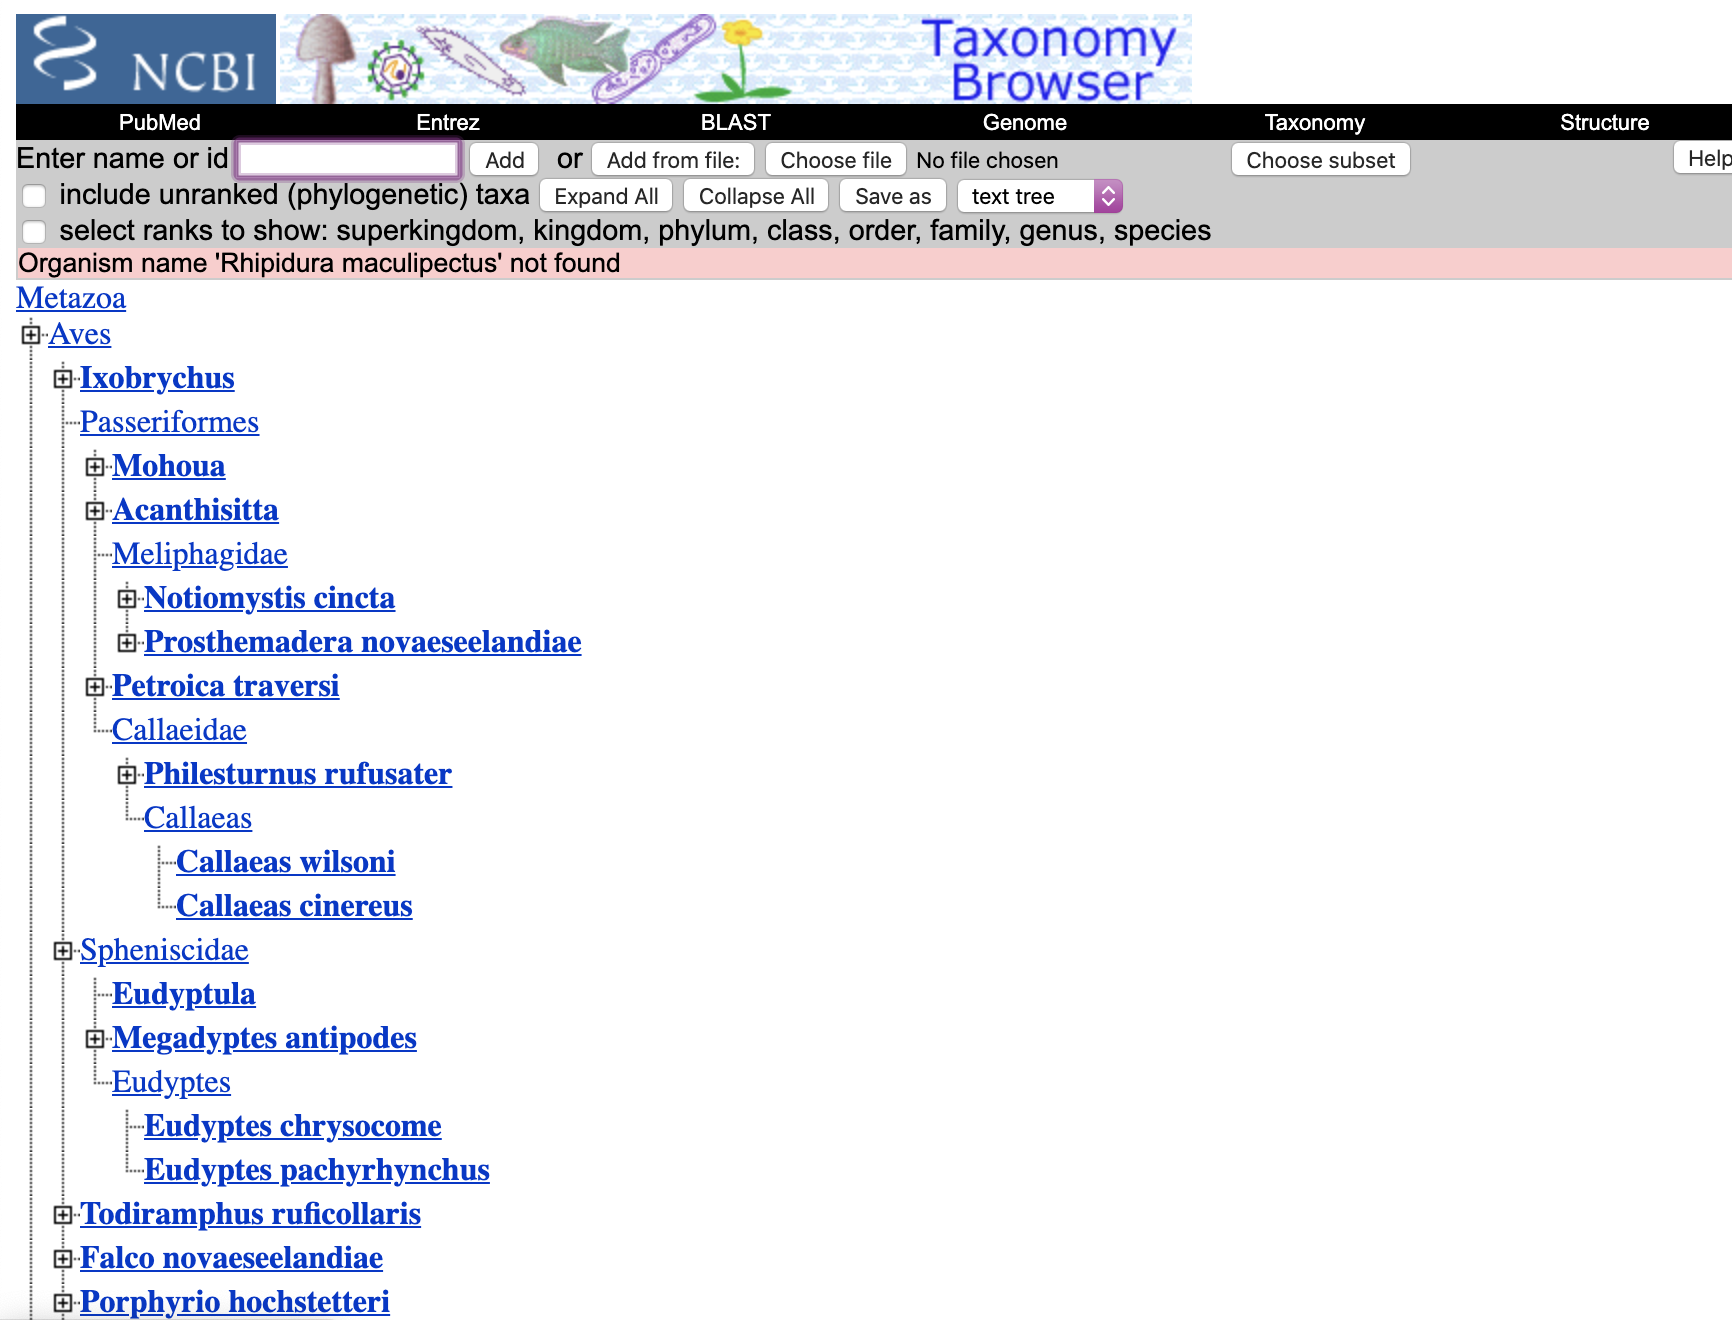 NCBI Taxonomy
Browser
PubMed Entrez BLAST Genome Taxonomy Structure
Enter name or id Add or Add from file: Choose file No file chosen Choose subset Help
include unranked (phylogenetic) taxa Expand All Collapse All Save as text tree
select ranks to show: superkingdom, kingdom, phylum, class, order, family, genus, species
Organism name 'Rhipidura maculipectus' not found
Metazoa
Aves
Ixobrychus
Passeriformes
Mohoua
Acanthisitta
Meliphagidae
Notiomystis cincta
Prosthemadera novaeseelandiae
Petroica traversi
Callaeidae
Philesturnus rufusater
Callaeas
Callaeas wilsoni
Callaeas cinereus
Spheniscidae
Eudyptula
Megadyptes antipodes
Eudyptes
Eudyptes chrysocome
Eudyptes pachyrhynchus
Todiramphus ruficollaris
Falco novaeseelandiae
Porphyrio hochstetteri